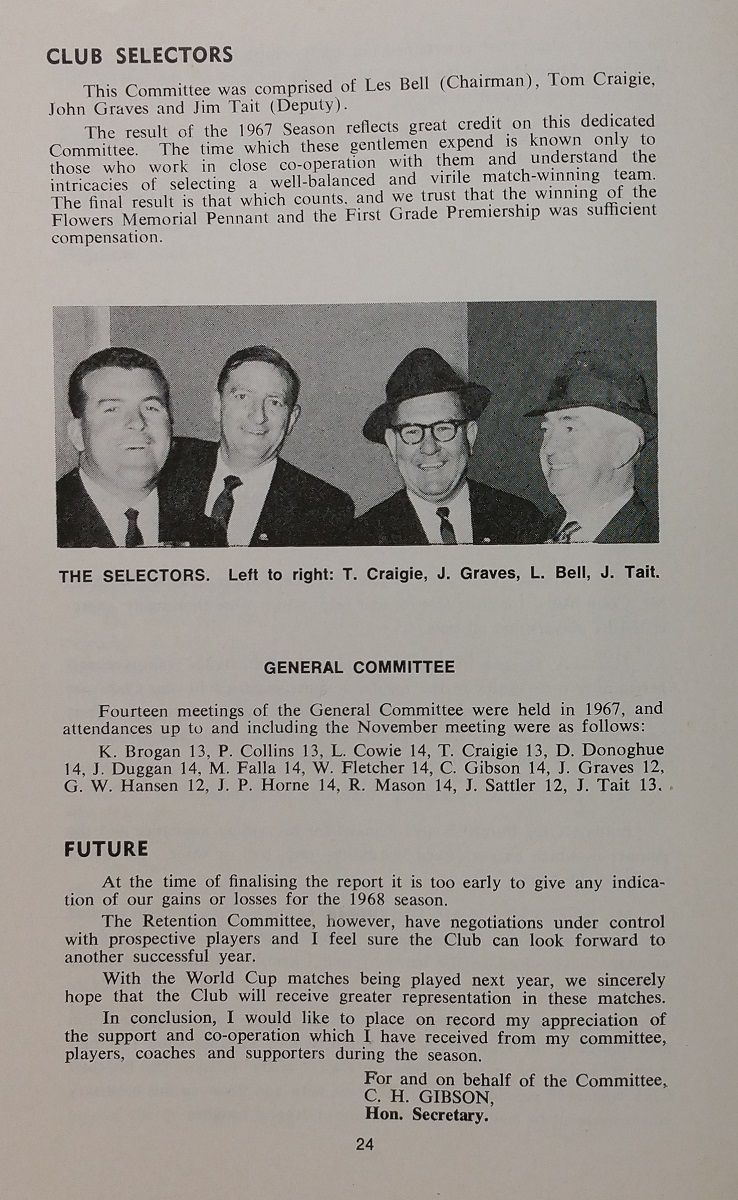 CLUB SELECTORS
This Committee was comprised of Les Bell (Chairman), Tom Craigie,
John Graves and Jim Tait (Deputy).
The result of the 1967 Season reflects great credit on this dedicated
Committee. The time which these gentlemen expend is known only to
those who work in close co-operation with them and understand the
intricacies of selecting a well-balanced and virile match-winning team.
The final result is that which counts, and we trust that the winning of the
Flowers Memorial Pennant and the First Grade Premiership was sufficient
compensation.
THE SELECTORS. Left to right: T. Craigie, J. Graves, L. Bell, J. Tait.
GENERAL COMMITTEE
Fourteen meetings of the General Committee were held in 1967, and
attendances up to and including the November meeting were as follows:
K. Brogan 13, P. Collins 13, L. Cowie 14, T. Craigie 13, D. Donoghue
14, J. Duggan 14, M. Falla 14, W. Fletcher 14, C. Gibson 14, J. Graves 12,
G. W. Hansen 12, J. P. Horne 14, R. Mason 14, J. Sattler 12, J. Tait 13.
FUTURE
At the time of finalising the report it is too early to give any indica-
tion of our gains or losses for the 1968 season.
The Retention Committee, however, have negotiations under control
with prospective players and I feel sure the Club can look forward to
another successful year.
With the World Cup matches being played next year, we sincerely
hope that the Club will receive greater representation in these matches.
In conclusion, I would like to place on record my appreciation of
the support and co-operation which I have received from my committee,
players, coaches and supporters during the season.
For and on behalf of the Committee,
C. H. GIBSON,
Hon. Secretary.
24